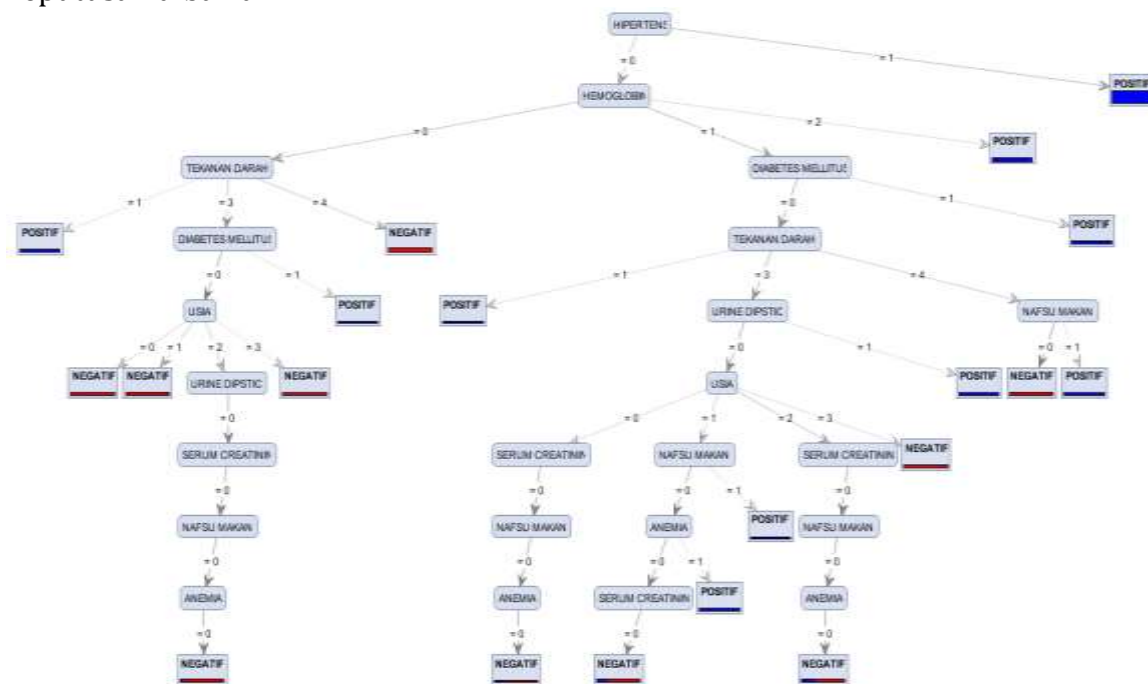 HIPERTENS
= 0
= 1
POSITIF
HEMOGLOBIN
= 0
= 1
= 2
POSITIF
TEKANAN DARAH
DIABETES MELLITUS
= 1
= 3
= 4
= 0
= 1
POSITIF
DIABETES MELLITUS
NEGATIF
TEKANAN DARAH
POSITIF
= 0
= 1
= 1
= 3
= 4
USIA
POSITIF
POSITIF
URINE DIPSTIC
NAFSU MAKAN
= 0
= 1
= 2
= 3
= 0
= 1
= 0
= 1
NEGATIF
NEGATIF
URINE DIPSTIC
NEGATIF
USIA
POSITIF
NEGATIF
POSITIF
= 0
= 0
= 1
= 2
= 3
SERUM CREATININ
SERUM CREATININ
NAFSU MAKAN
SERUM CREATININ
NEGATIF
= 0
= 0
= 0
= 1
= 0
NAFSU MAKAN
NAFSU MAKAN
ANEMIA
POSITIF
NAFSU MAKAN
= 0
= 0
= 0
= 1
= 0
ANEMIA
ANEMIA
SERUM CREATININ
POSITIF
ANEMIA
= 0
= 0
= 0
= 0
NEGATIF
NEGATIF
NEGATIF
NEGATIF